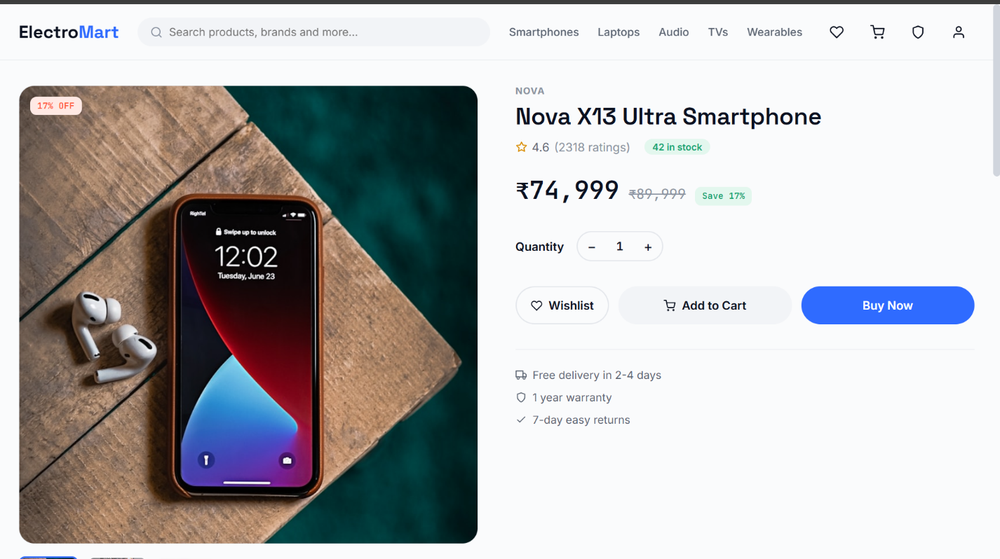 ElectroMart
Search products, brands and more...
Smartphones Laptops Audio TVs Wearables
17% OFF
RighTel
Swipe up to unlock
12:02
Tuesday, June 23
NOVA
Nova X13 Ultra Smartphone
4.6 (2318 ratings) 42 in stock
₹74,999 ₹89,999 Save 17%
Quantity − 1 +
Wishlist Add to Cart Buy Now
Free delivery in 2-4 days
1 year warranty
7-day easy returns